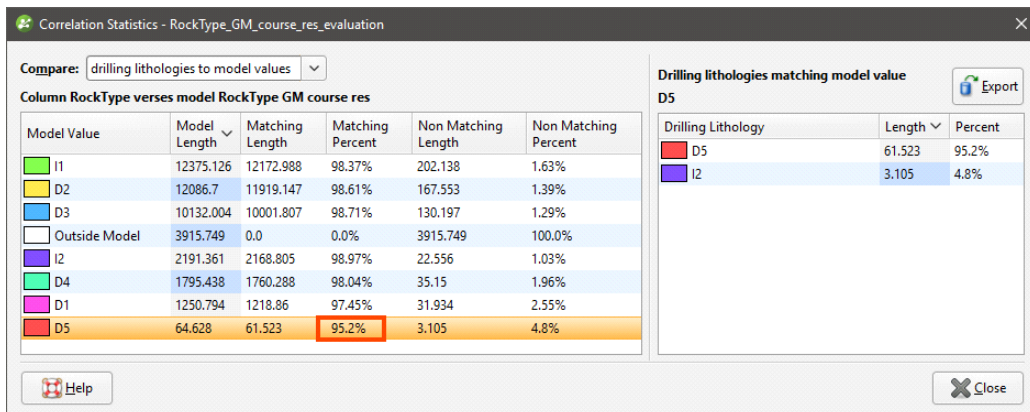 Correlation Statistics - RockType_GM_course_res_evaluation
Compare: drilling lithologies to model values
Column RockType verses model RockType GM course res
Model Value Model Length Matching Length Matching Percent Non Matching Length Non Matching Percent
I1 12375.126 12172.988 98.37% 202.138 1.63%
D2 12086.7 11919.147 98.61% 167.553 1.39%
D3 10132.004 10001.807 98.71% 130.197 1.29%
Outside Model 3915.749 0.0 0.0% 3915.749 100.0%
I2 2191.361 2168.805 98.97% 22.556 1.03%
D4 1795.438 1760.288 98.04% 35.15 1.96%
D1 1250.794 1218.86 97.45% 31.934 2.55%
D5 64.628 61.523 95.2% 3.105 4.8%
Drilling lithologies matching model value
D5
Export
Drilling Lithology Length Percent
D5 61.523 95.2%
I2 3.105 4.8%
Help
Close